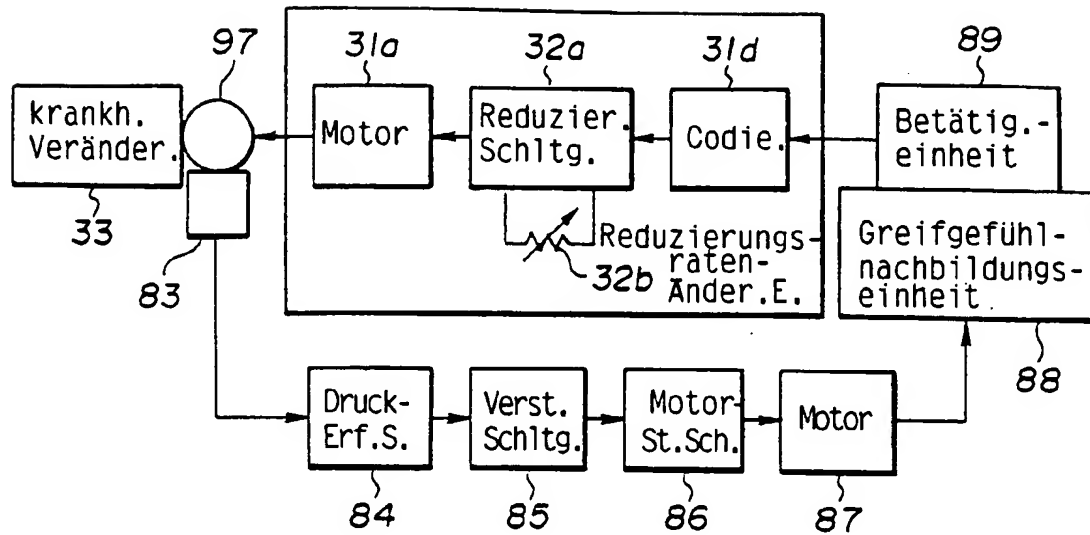 97
31a
32a
31d
89
krankh.
Veränder.
Motor
Reduzier.
Schltg.
Codie.
Betätig.-
einheit
33
83
32b
Reduzierungs-
raten-
Änder.E.
Greifgefühl-
nachbildungs-
einheit
88
Druck-
Erf.S.
Verst.
Schltg.
Motor-
St.Sch.
Motor
84
85
86
87